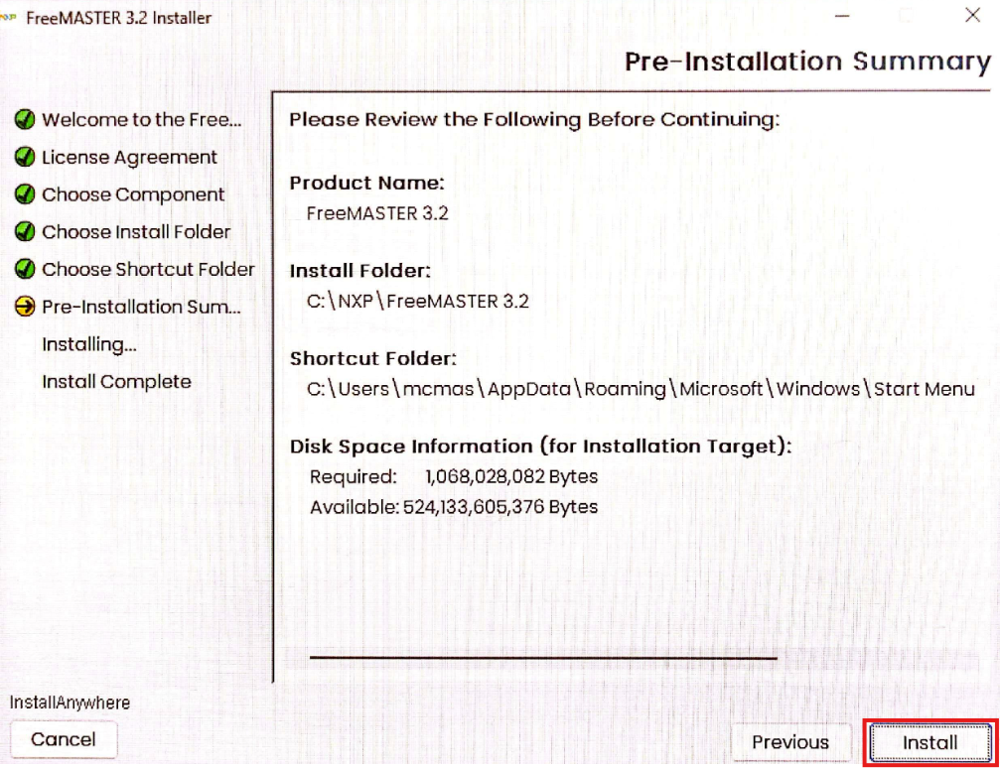 FreeMASTER 3.2 Installer
Pre-Installation Summary
Welcome to the Free...
License Agreement
Choose Component
Choose Install Folder
Choose Shortcut Folder
Pre-Installation Sum...
Installing...
Install Complete
Please Review the Following Before Continuing:
Product Name:
FreeMASTER 3.2
Install Folder:
C:\NXP\FreeMASTER 3.2
Shortcut Folder:
C:\Users\mcmas\AppData\Roaming\Microsoft\Windows\Start Menu
Disk Space Information (for Installation Target):
Required: 1,068,028,082 Bytes
Available: 524,133,605,376 Bytes
InstallAnywhere
Cancel
Previous
Install